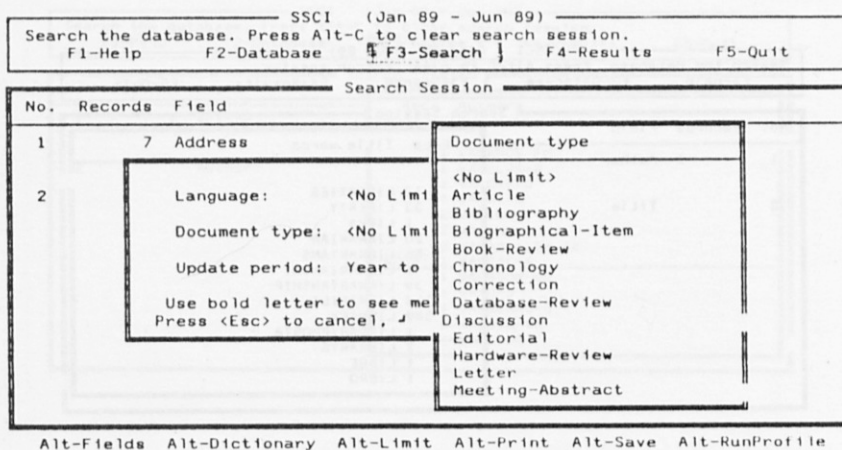 SSCI (Jan 89 - Jun 89)
Search the database. Press Alt-C to clear search session.
F1-Help F2-Database F3-Search F4-Results F5-Quit
Search Session
No. Records Field
1 7 Address
Document type
<No Limit>
2 Language: <No Limi Article
Bibliography
Document type: <No Limi Biographical-Item
Book-Review
Update period: Year to Chronology
Correction
Use bold letter to see me Database-Review
Press <Esc> to cancel, ┘ Discussion
Editorial
Hardware-Review
Letter
Meeting-Abstract
Alt-Fields Alt-Dictionary Alt-Limit Alt-Print Alt-Save Alt-RunProfile